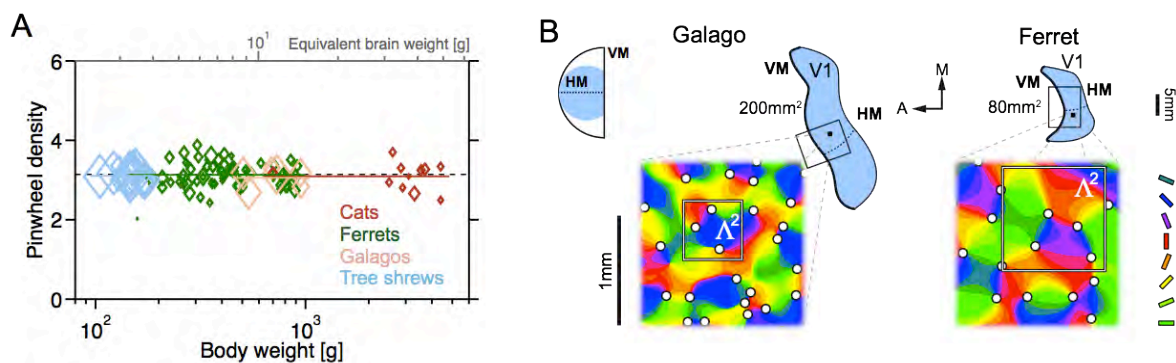 A
10¹ Equivalent brain weight [g]
6
4
2
0
Pinwheel density
Cats
Ferrets
Galagos
Tree shrews
10² 10³
Body weight [g]
B
VM
HM
Galago
VM V1
HM
200mm²
M
A
Λ²
1mm
Ferret
V1
VM HM
80mm²
5mm
Λ²